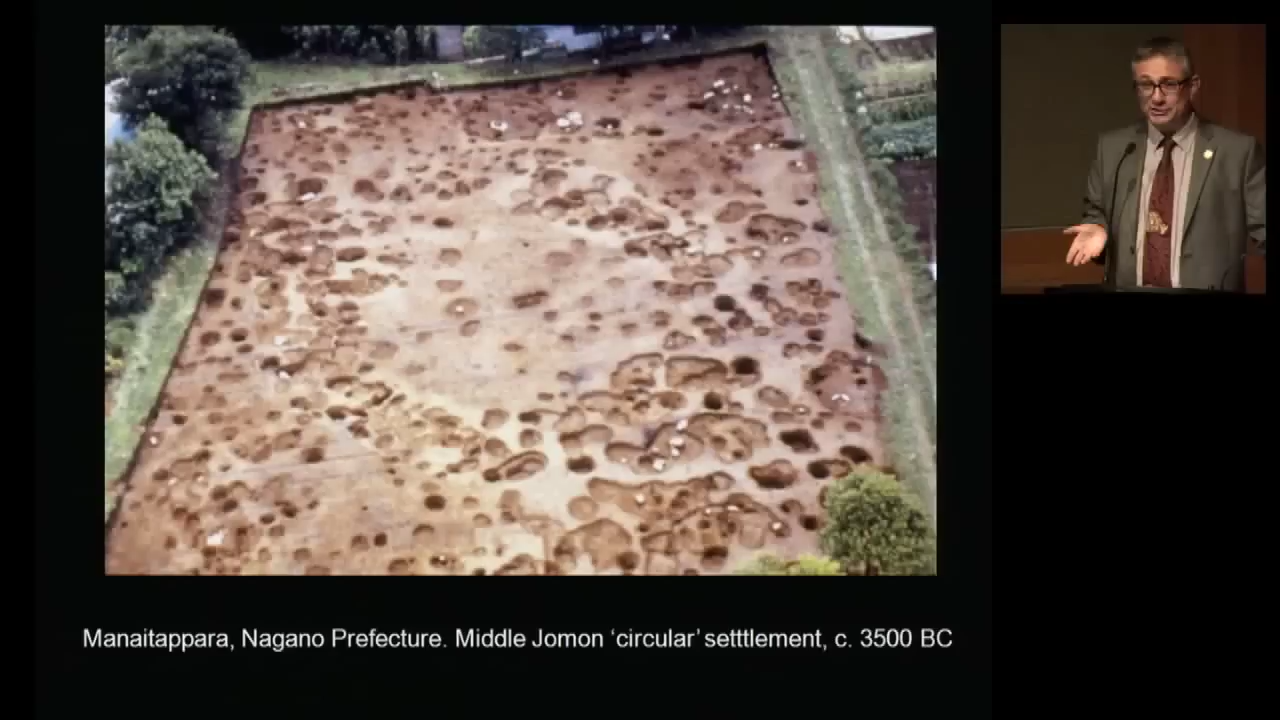 Manaitappara, Nagano Prefecture. Middle Jomon ‘circular’ setttlement, c. 3500 BC